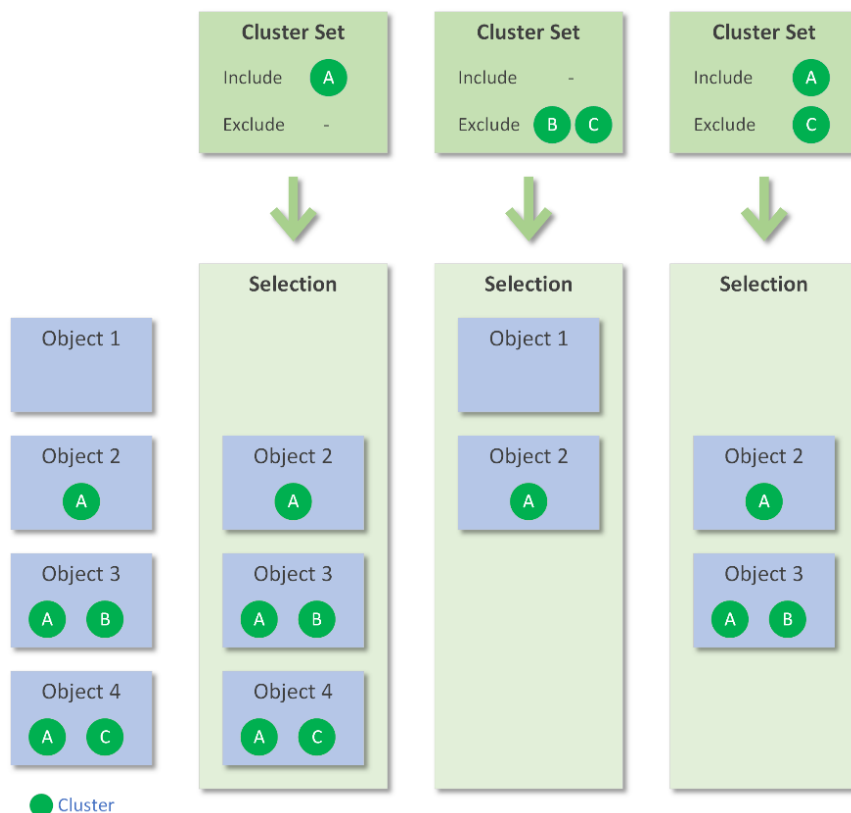 Cluster Set
Include A
Exclude -
Cluster Set
Include -
Exclude B C
Cluster Set
Include A
Exclude C
Selection
Selection
Selection
Object 1
Object 1
Object 2
A
Object 2
A
Object 2
A
Object 2
A
Object 3
A B
Object 3
A B
Object 3
A B
Object 4
A C
Object 4
A C
Cluster